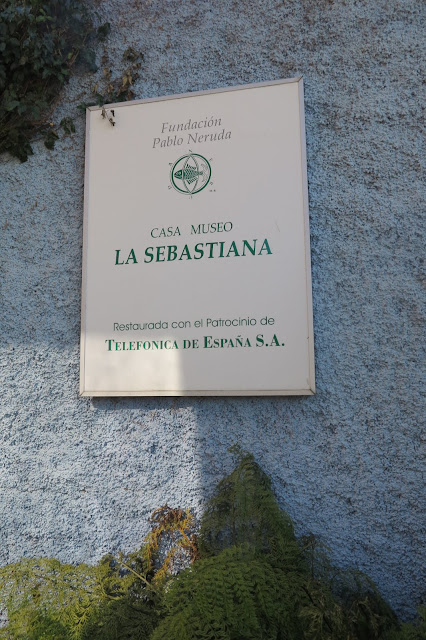 Fundación
Pablo Neruda
CASA MUSEO
LA SEBASTIANA
Restaurada con el Patrocinio de
TELEFONICA DE ESPAÑA S.A.